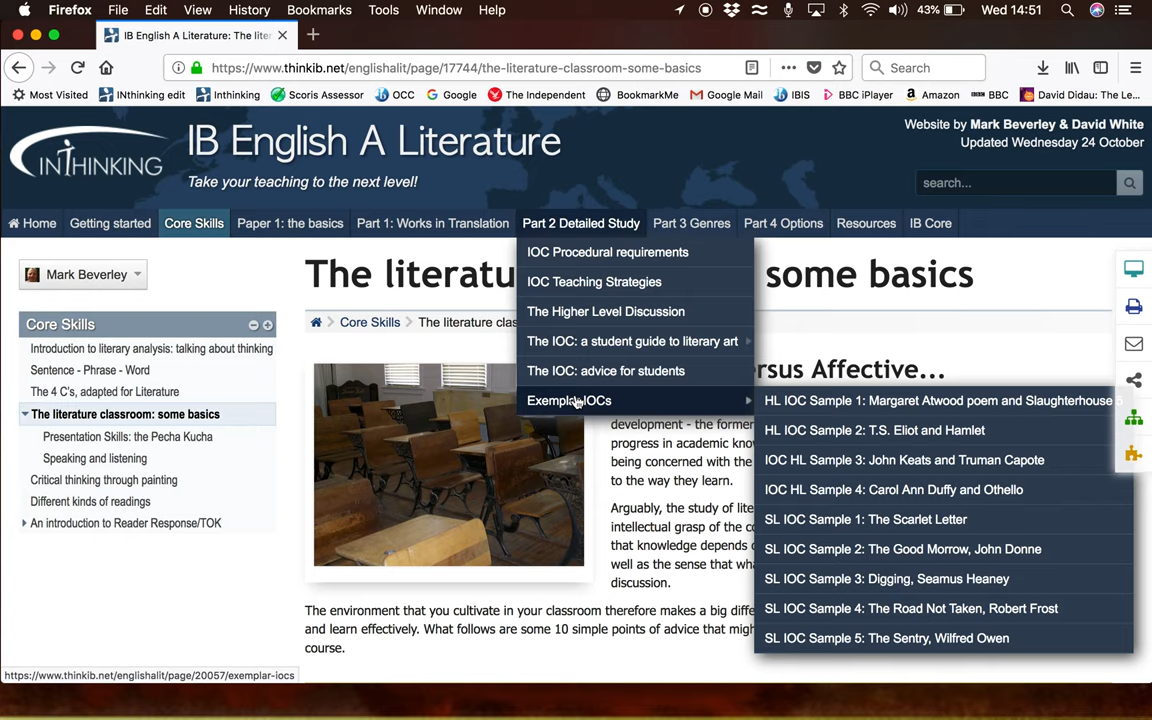 Firefox File Edit View History Bookmarks Tools Window Help 43% Wed 14:51
IB English A Literature: The liter
https://www.thinkib.net/englishalit/page/17744/the-literature-classroom-some-basics
Search
Most Visited INthinking edit Inthinking Scoris Assessor OCC Google The Independent BookmarkMe Google Mail IBIS BBC iPlayer Amazon BBC David Didau: The Le...
INTHINKING
IB English A Literature
Take your teaching to the next level!
Website by Mark Beverley & David White
Updated Wednesday 24 October
search...
Home Getting started Core Skills Paper 1: the basics Part 1: Works in Translation Part 2 Detailed Study Part 3 Genres Part 4 Options Resources IB Core
IOC Procedural requirements
IOC Teaching Strategies
The Higher Level Discussion
The IOC: a student guide to literary art
The IOC: advice for students
Exemplar IOCs
HL IOC Sample 1: Margaret Atwood poem and Slaughterhouse 5
HL IOC Sample 2: T.S. Eliot and Hamlet
IOC HL Sample 3: John Keats and Truman Capote
IOC HL Sample 4: Carol Ann Duffy and Othello
SL IOC Sample 1: The Scarlet Letter
SL IOC Sample 2: The Good Morrow, John Donne
SL IOC Sample 3: Digging, Seamus Heaney
SL IOC Sample 4: The Road Not Taken, Robert Frost
SL IOC Sample 5: The Sentry, Wilfred Owen
Mark Beverley
Core Skills
Introduction to literary analysis: talking about thinking
Sentence - Phrase - Word
The 4 C's, adapted for Literature
The literature classroom: some basics
Presentation Skills: the Pecha Kucha
Speaking and listening
Critical thinking through painting
Different kinds of readings
An introduction to Reader Response/TOK
The literatu some basics
Core Skills The literature clas
rsus Affective...
development - the former
progress in academic know
being concerned with the
to the way they learn.
Arguably, the study of lite
intellectual grasp of the co
that knowledge depends o
well as the sense that wha
discussion.
The environment that you cultivate in your classroom therefore makes a big diffe
and learn effectively. What follows are some 10 simple points of advice that migh
course.
https://www.thinkib.net/englishalit/page/20057/exemplar-iocs